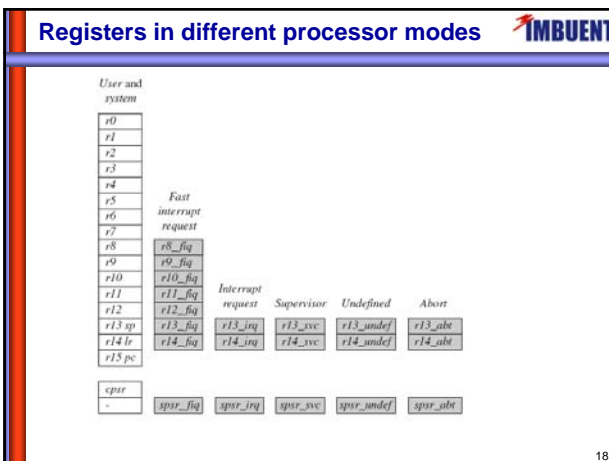 Registers in different processor modes
IMBUENT
User and
system
r0
r1
r2
r3
r4
r5
r6
r7
r8
r9
r10
r11
r12
r13 sp
r14 lr
r15 pc
cpsr
-
Fast
interrupt
request
r8_fiq
r9_fiq
r10_fiq
r11_fiq
r12_fiq
r13_fiq
r14_fiq
spsr_fiq
Interrupt
request
r13_irq
r14_irq
spsr_irq
Supervisor
r13_svc
r14_svc
spsr_svc
Undefined
r13_undef
r14_undef
spsr_undef
Abort
r13_abt
r14_abt
spsr_abt
18